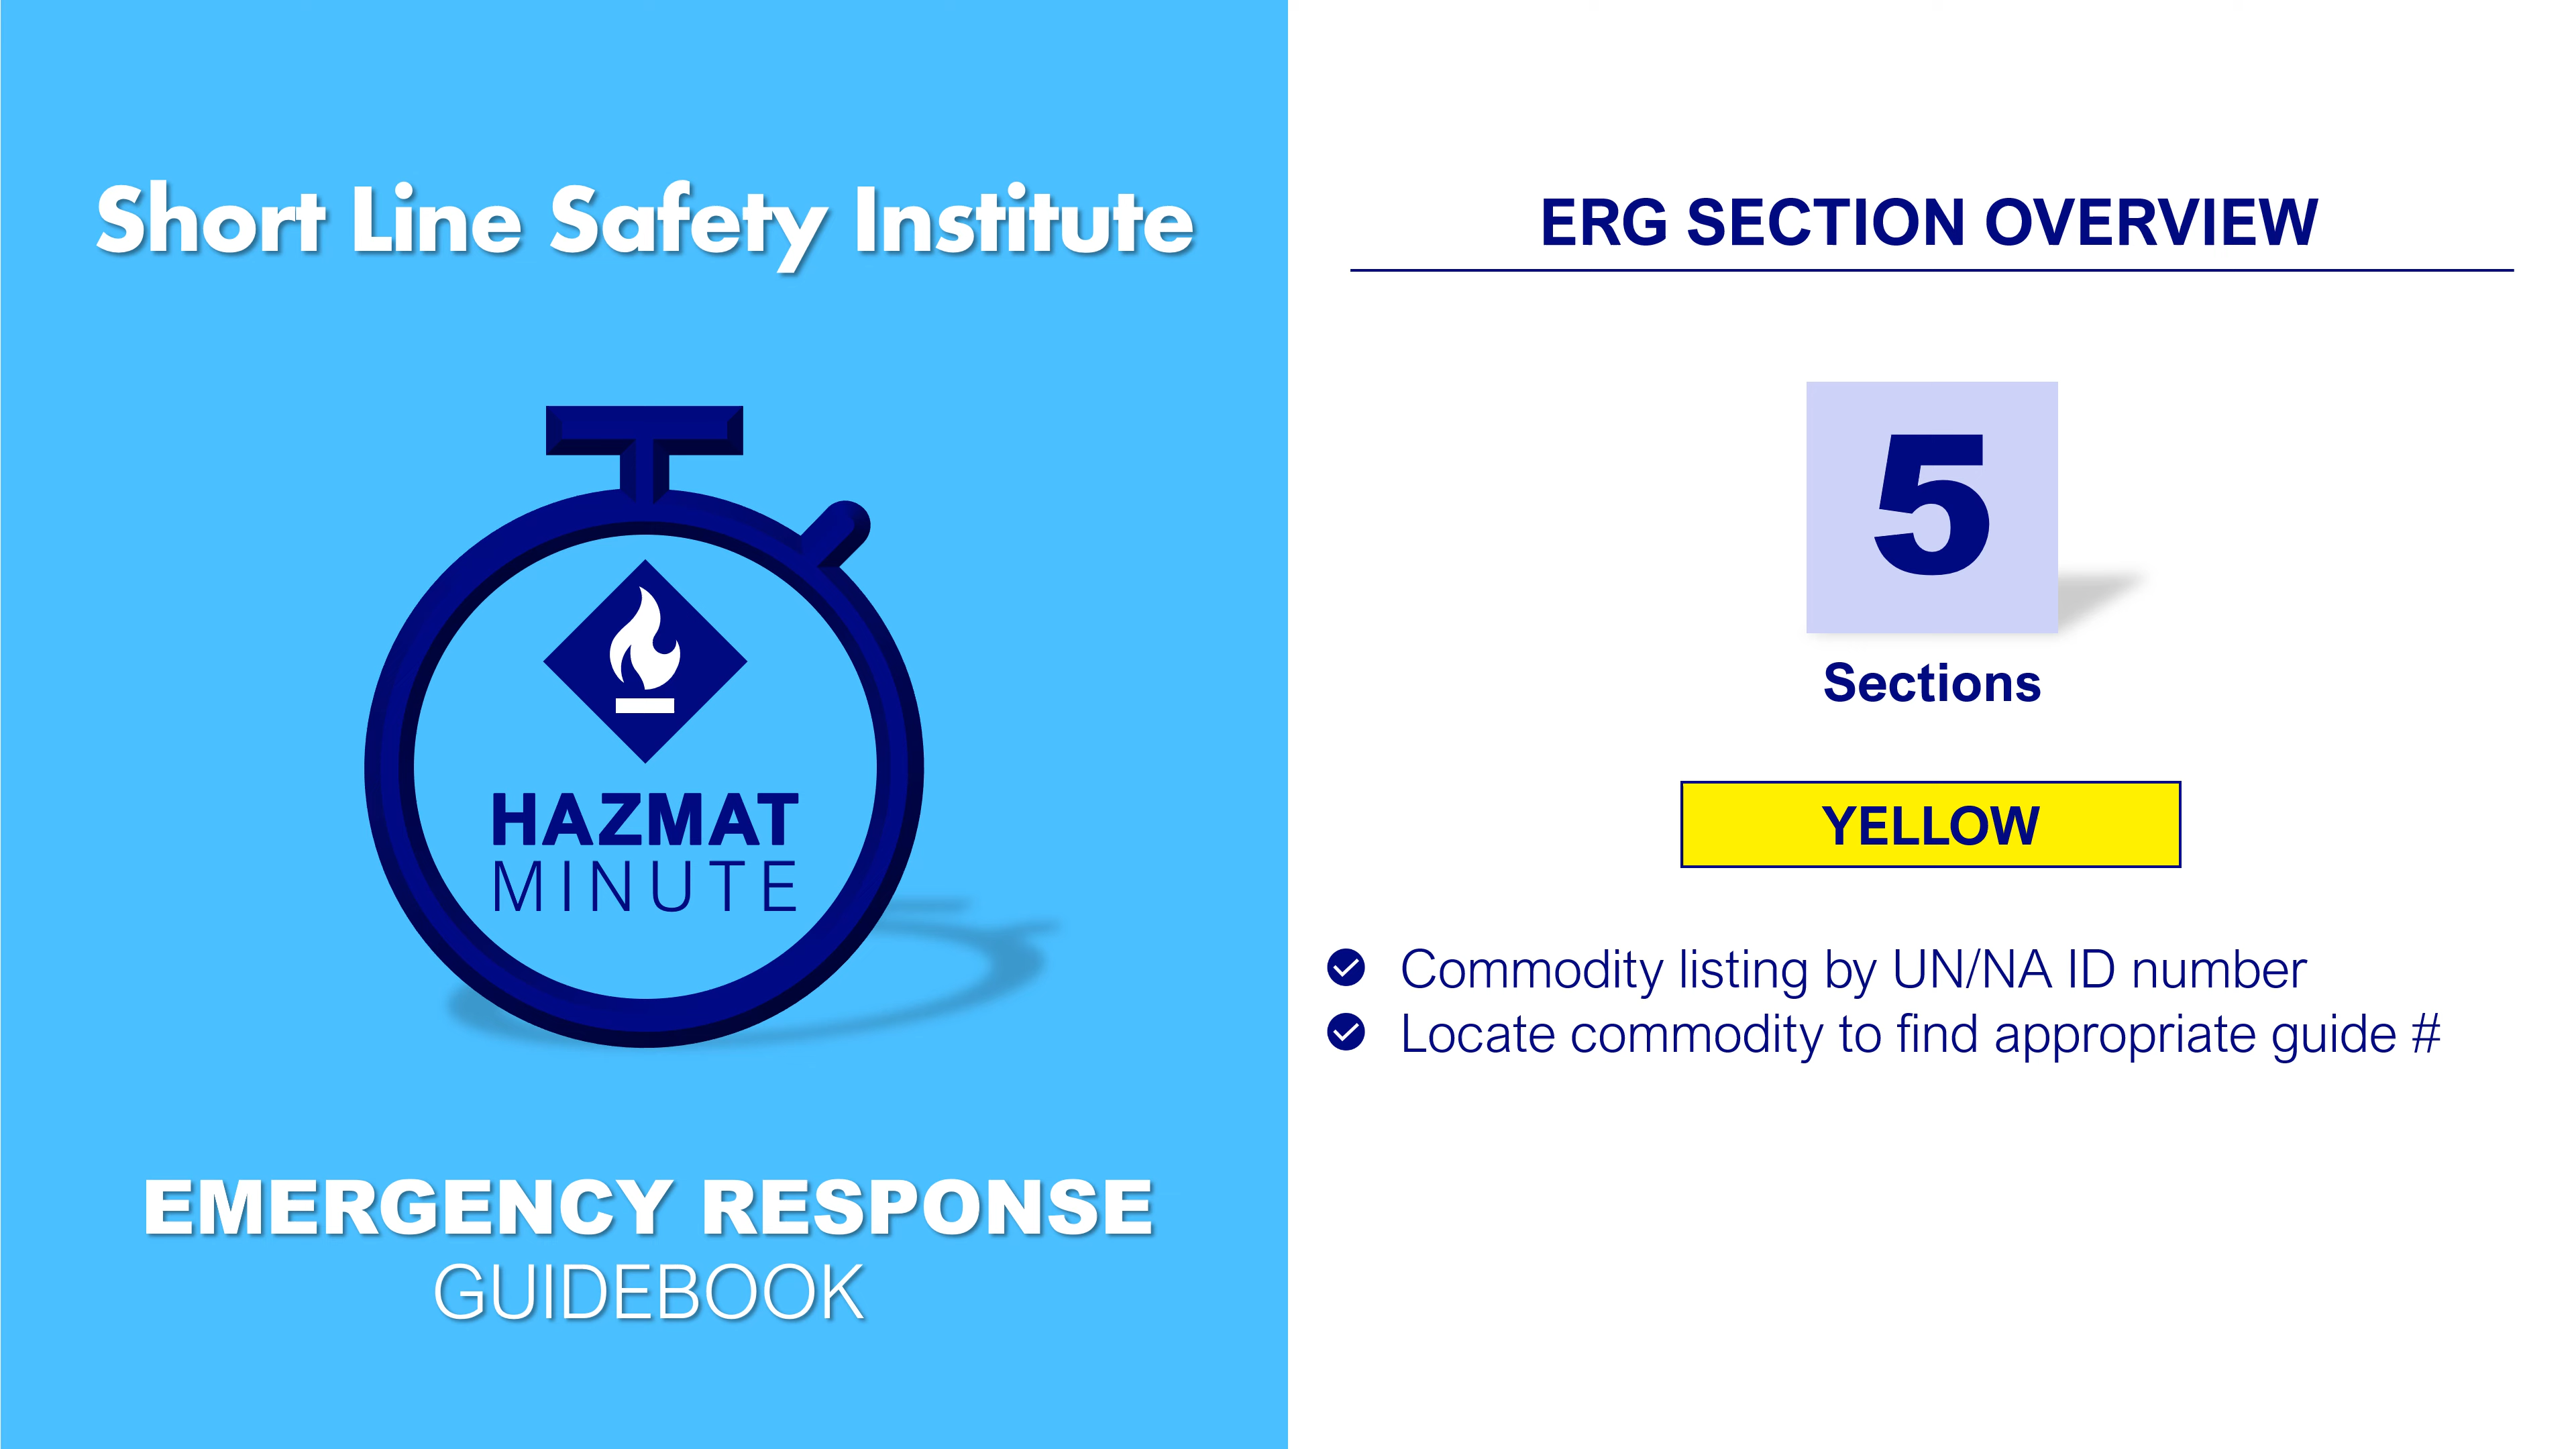 Short Line Safety Institute
HAZMAT
MINUTE
EMERGENCY RESPONSE
GUIDEBOOK
ERG SECTION OVERVIEW
5
Sections
YELLOW
Commodity listing by UN/NA ID number
Locate commodity to find appropriate guide #